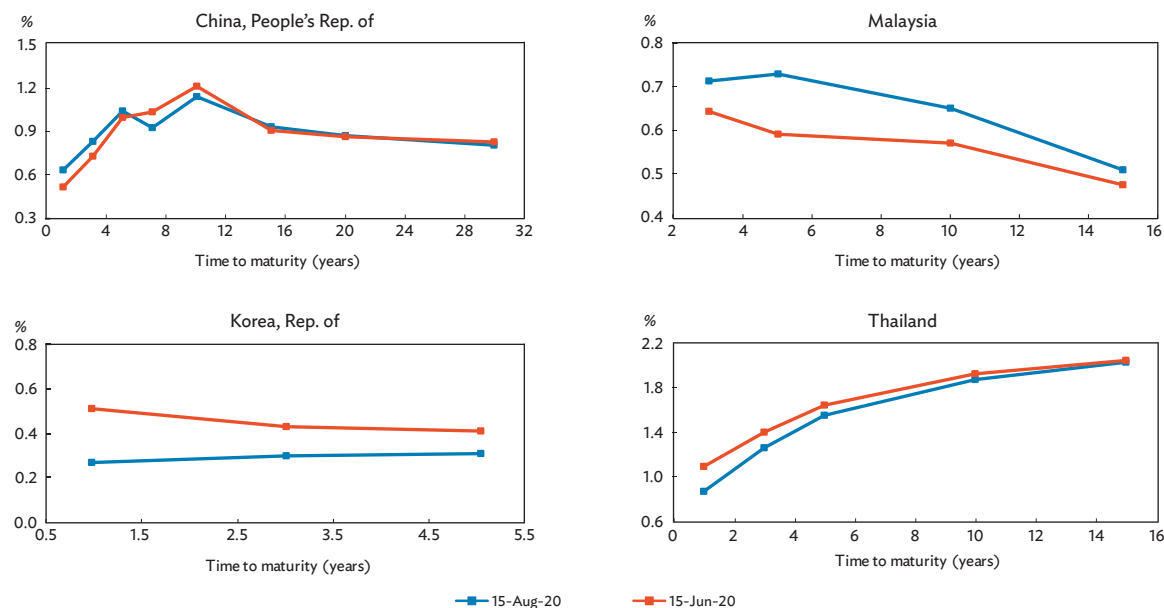 China, People's Rep. of
%
1.5
1.2
0.9
0.6
0.3
0 4 8 12 16 20 24 28 32
Time to maturity (years)
Malaysia
%
0.8
0.7
0.6
0.5
0.4
2 4 6 8 10 12 14 16
Time to maturity (years)
Korea, Rep. of
%
0.8
0.6
0.4
0.2
0.0
0.5 1.5 2.5 3.5 4.5 5.5
Time to maturity (years)
Thailand
%
2.2
1.8
1.4
1.0
0.6
0 2 4 6 8 10 12 14 16
Time to maturity (years)
15-Aug-20 15-Jun-20